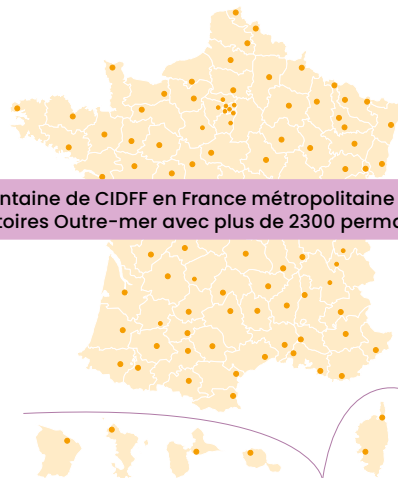 ntaine de CIDFF en France métropolitaine
toires Outre-mer avec plus de 2300 perma